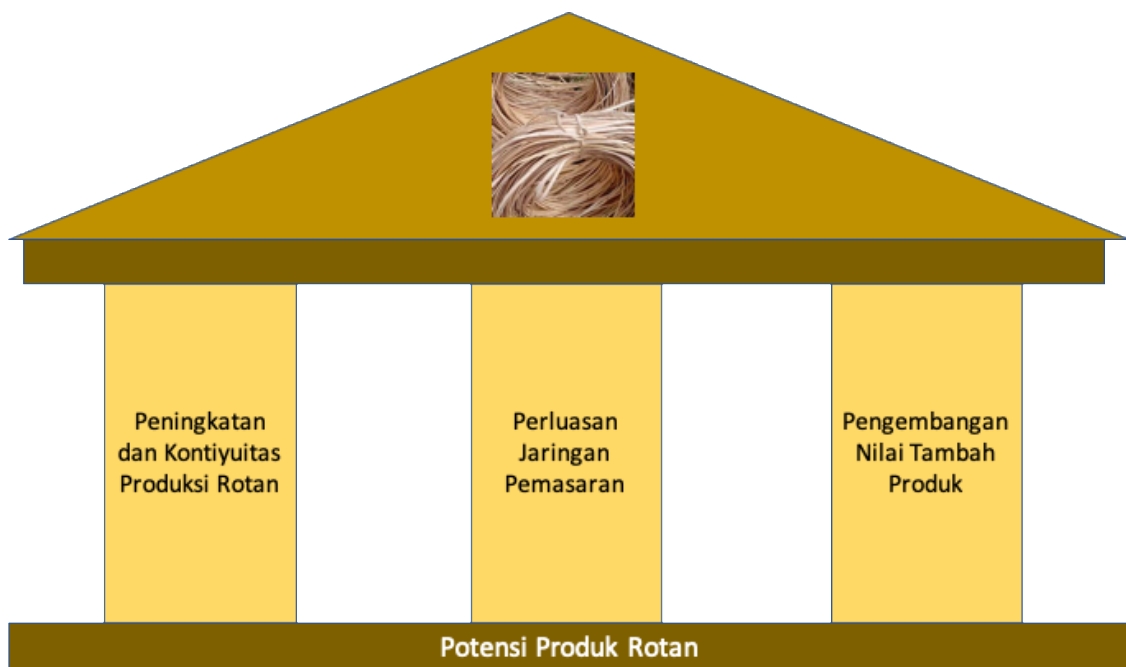 Peningkatan
dan Kontiyuitas
Produksi Rotan
Perluasan
Jaringan
Pemasaran
Pengembangan
Nilai Tambah
Produk
Potensi Produk Rotan